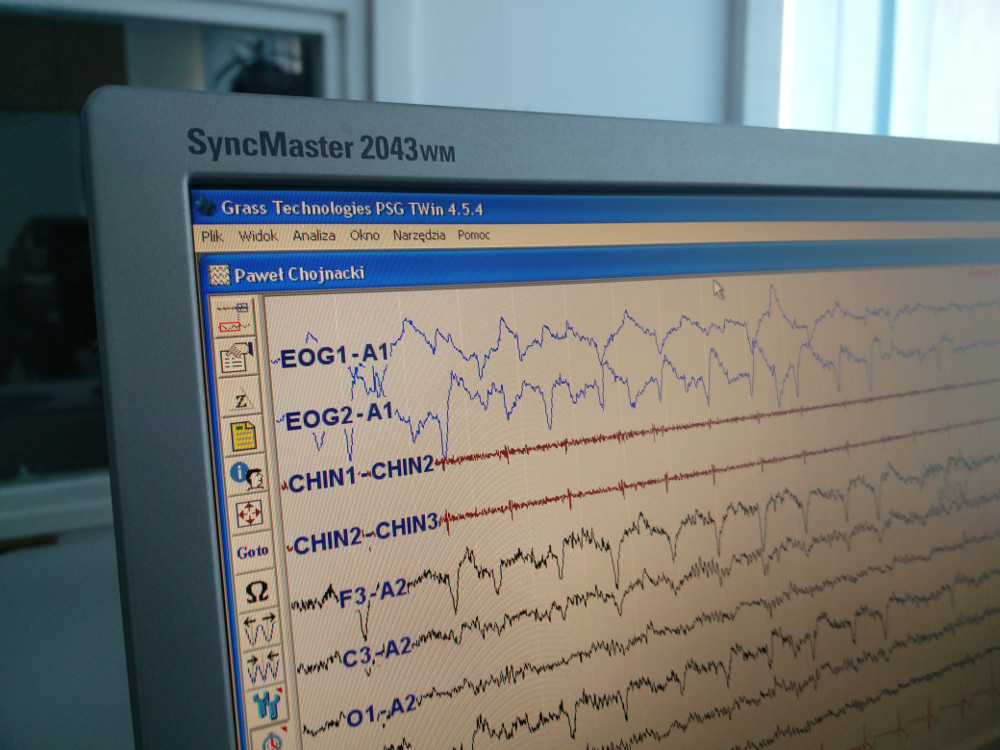 SyncMaster 2043WM
Grass Technologies PSG TWin 4.5.4
Plik Widok Analiza Okno Narzędzia Pomoc
Paweł Chojnacki
EOG1-A1
Z
EOG2-A1
CHIN1-CHIN2
CHIN2-CHIN3
Goto
Ω
F3-A2
C3-A2
O1-A2